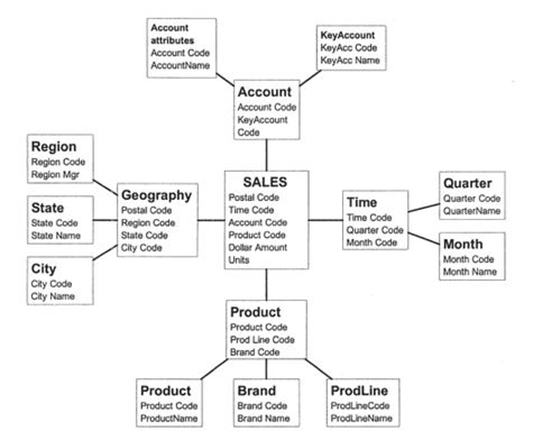 Account
attributes
Account Code
AccountName
KeyAccount
KeyAcc Code
KeyAcc Name
Account
Account Code
KeyAccount
Code
Region
Region Code
Region Mgr
State
State Code
State Name
City
City Code
City Name
Geography
Postal Code
Region Code
State Code
City Code
SALES
Postal Code
Time Code
Account Code
Product Code
Dollar Amount
Units
Time
Time Code
Quarter Code
Month Code
Quarter
Quarter Code
QuarterName
Month
Month Code
Month Name
Product
Product Code
Prod Line Code
Brand Code
Product
Product Code
ProductName
Brand
Brand Code
Brand Name
ProdLine
ProdLineCode
ProdLineName